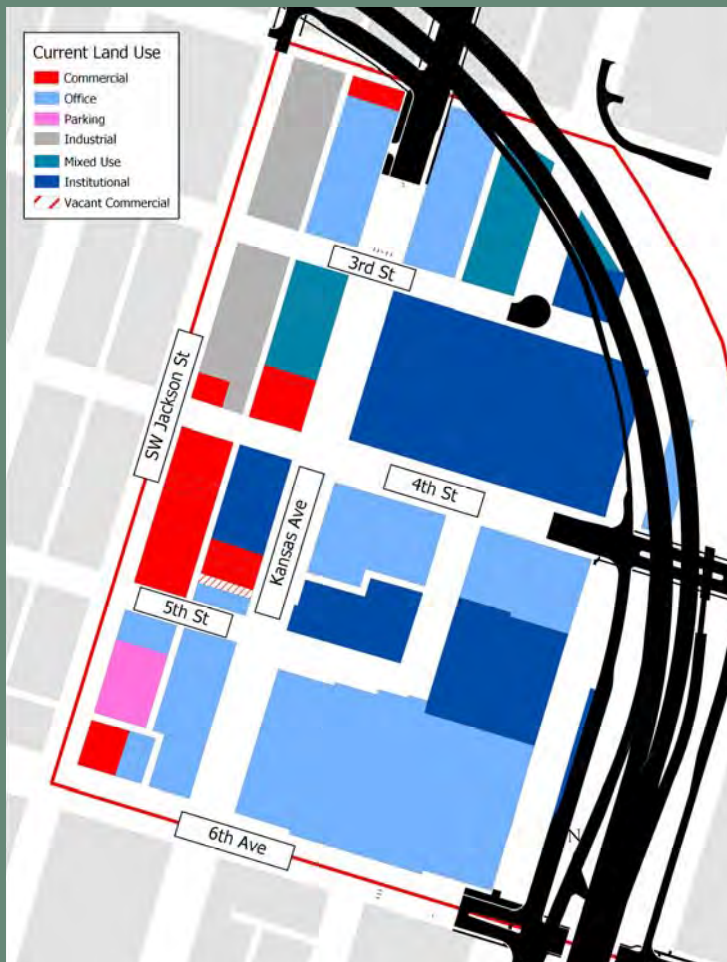 Current Land Use
Commercial
Office
Parking
Industrial
Mixed Use
Institutional
Vacant Commercial
3rd St
SW Jackson St
4th St
Kansas Ave
5th St
6th Ave
N